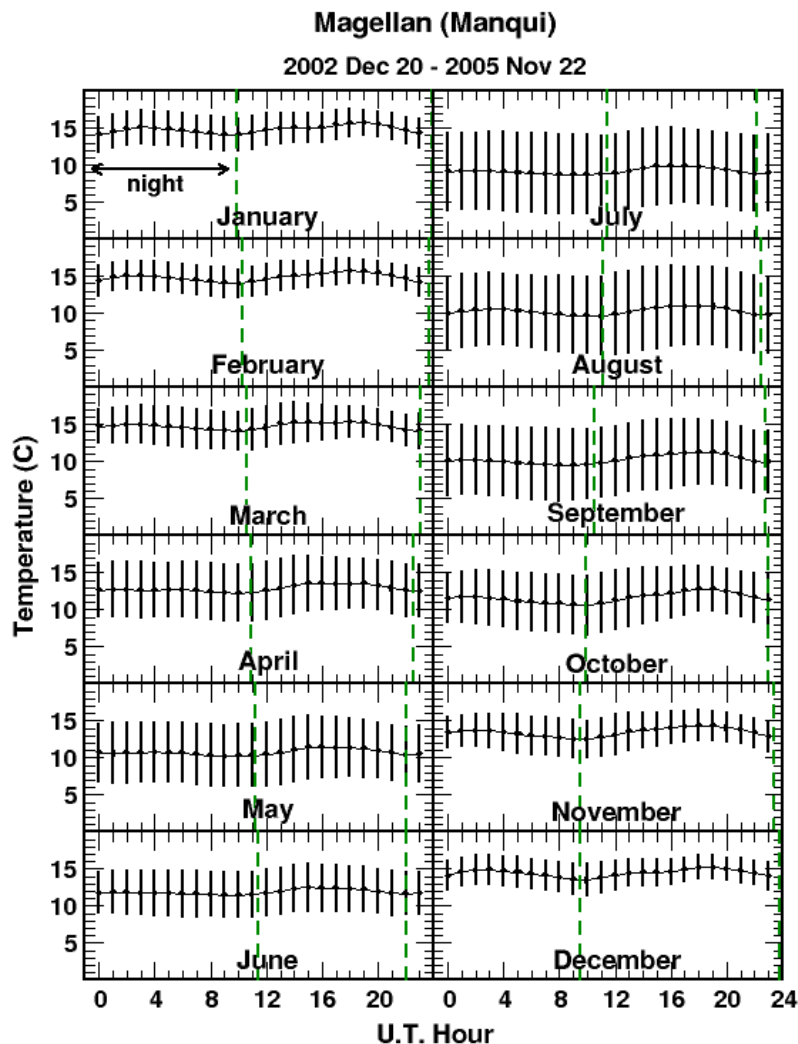 Magellan (Manqui)
2002 Dec 20 - 2005 Nov 22
Temperature (C)
15
10
5
night
January
July
15
10
5
February
August
15
10
5
March
September
15
10
5
April
October
15
10
5
May
November
15
10
5
June
December
0 4 8 12 16 20 0 4 8 12 16 20 24
U.T. Hour